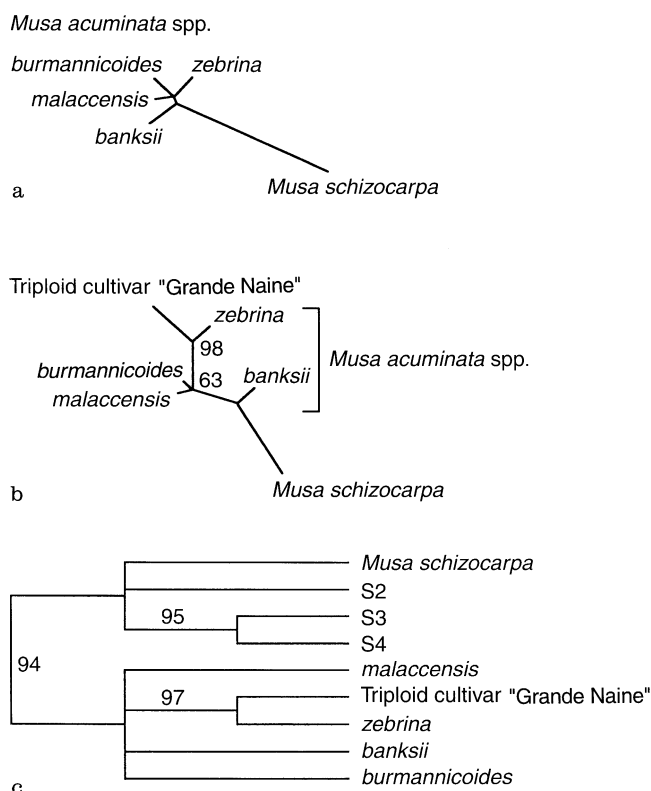 Musa acuminata spp.
burmannicoides zebrina
malaccensis
banksii
Musa schizocarpa
a
Triploid cultivar "Grande Naine"
zebrina
98
Musa acuminata spp.
burmannicoides 63 banksii
malaccensis
Musa schizocarpa
b
Musa schizocarpa
S2
95 S3
S4
94 malaccensis
97 Triploid cultivar "Grande Naine"
zebrina
banksii
burmannicoides
c